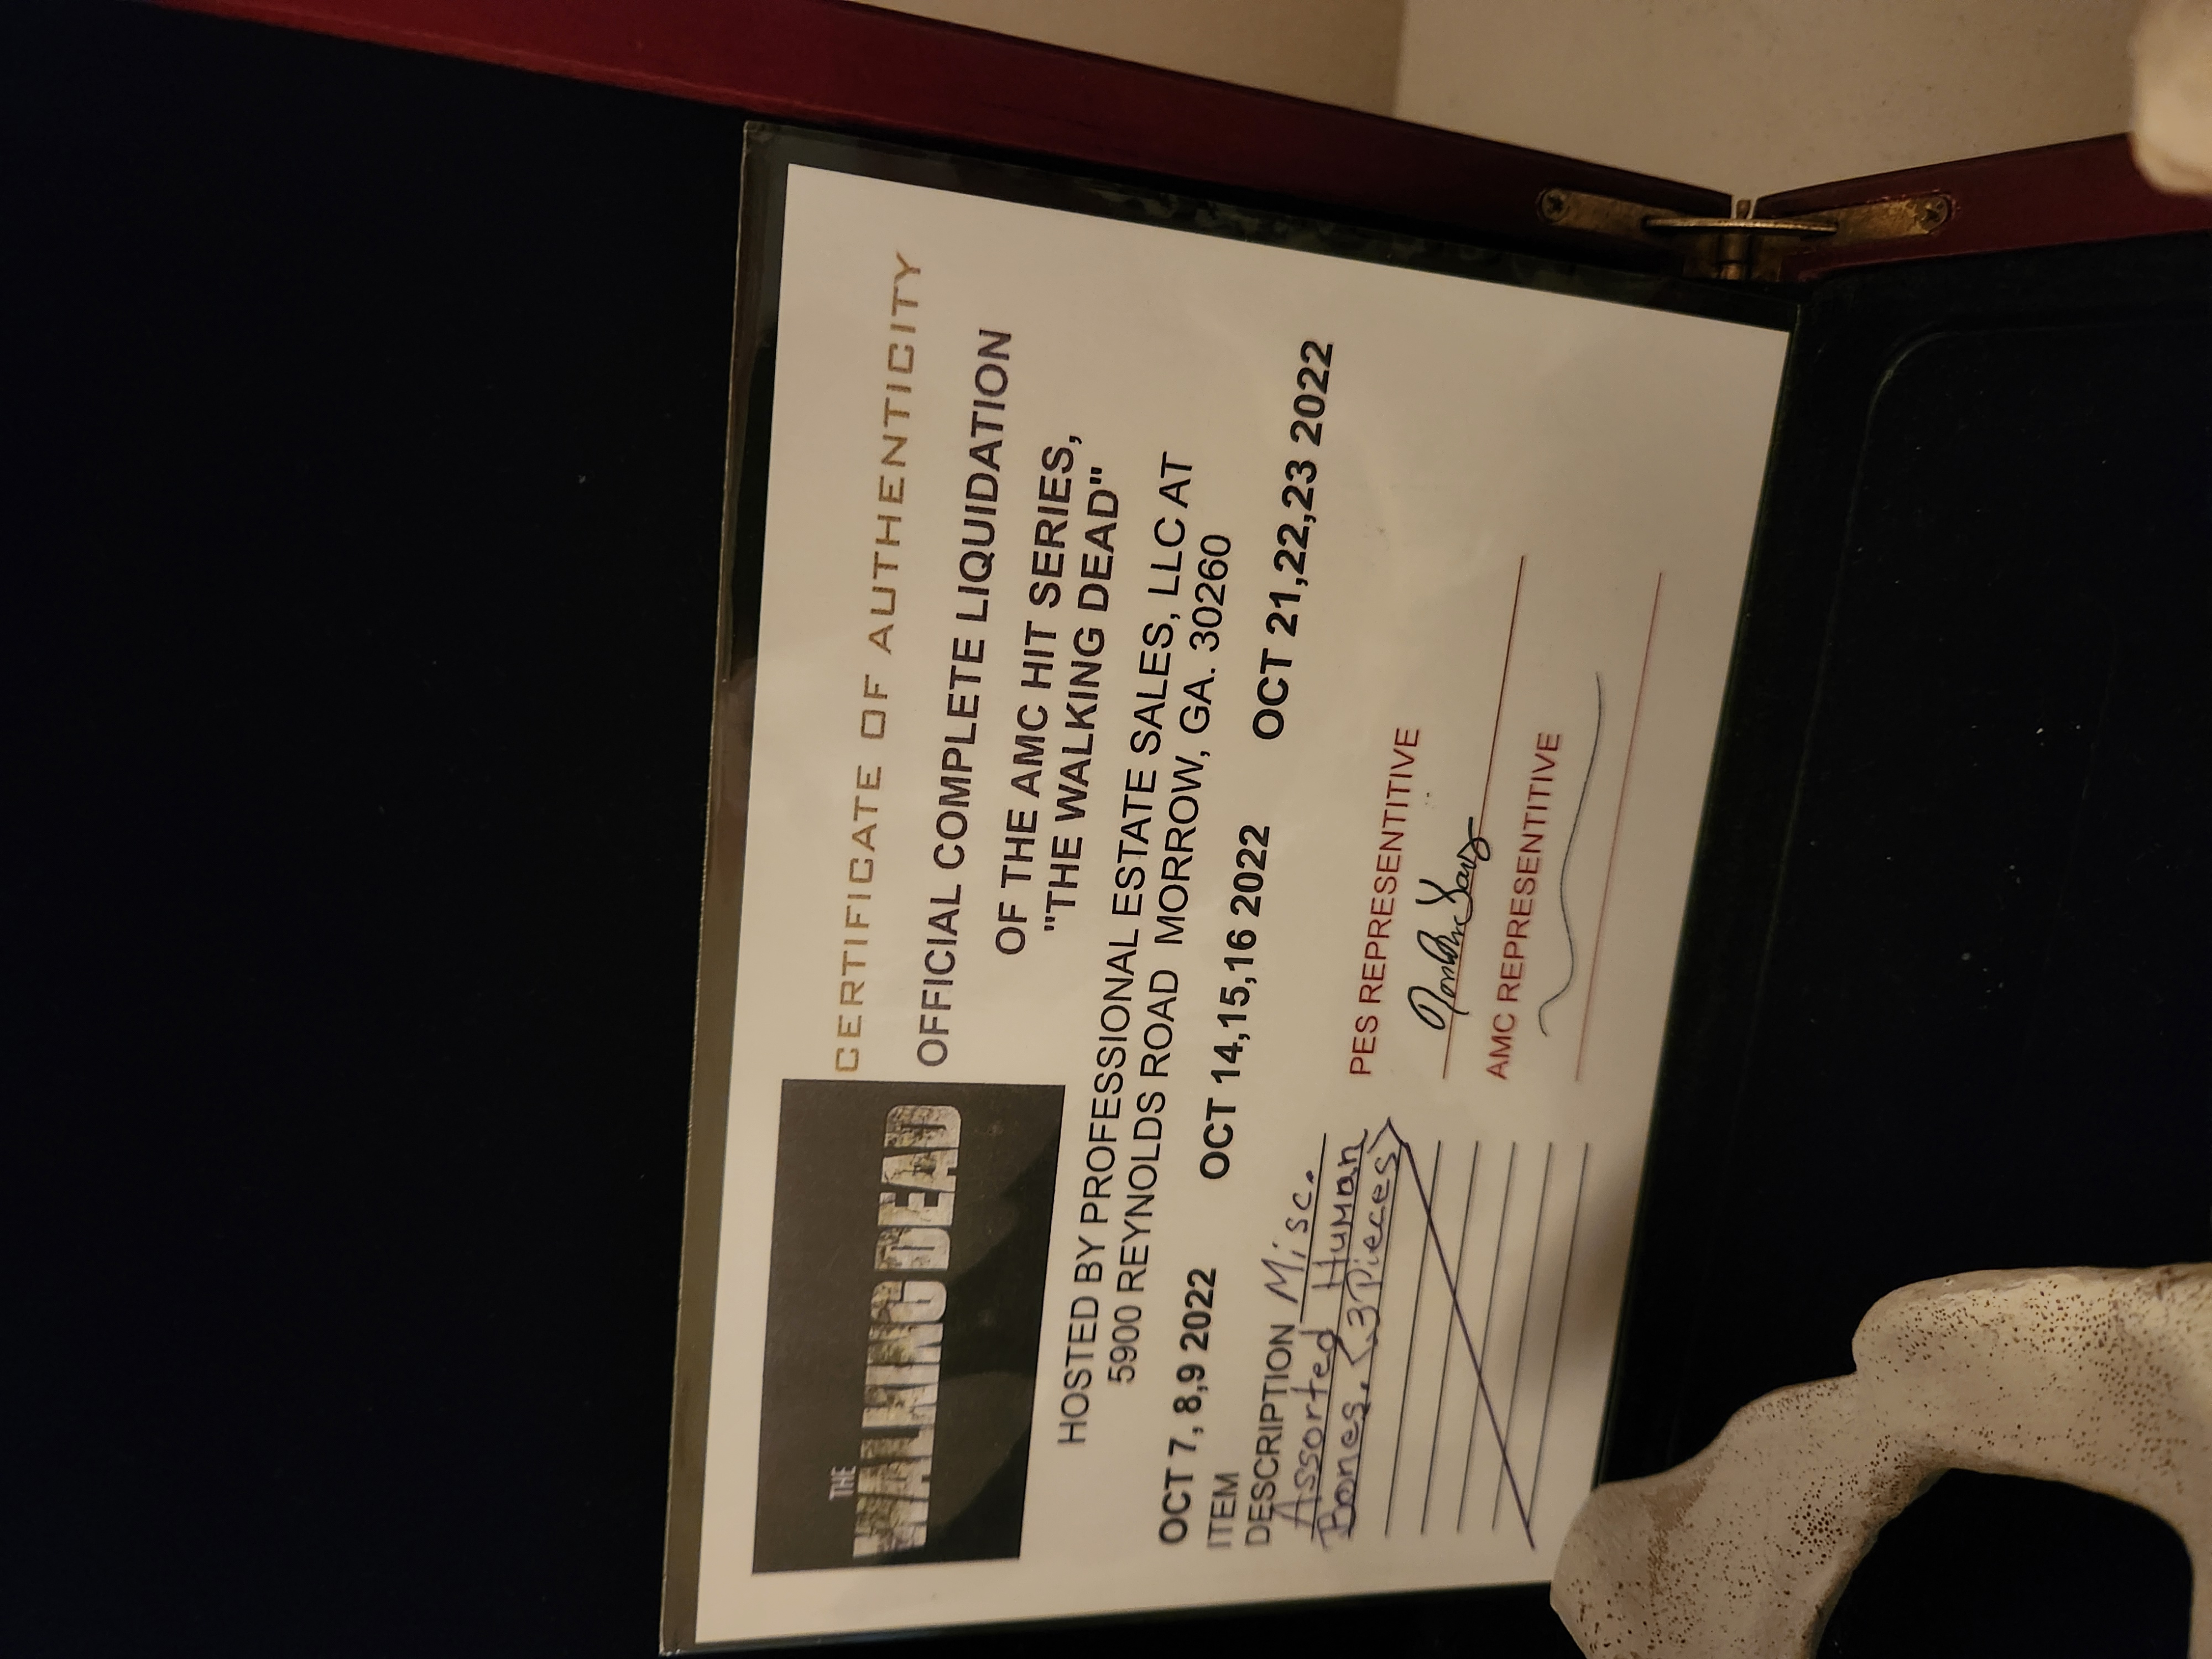 THE
WALKING DEAD
CERTIFICATE OF AUTHENTICITY
OFFICIAL COMPLETE LIQUIDATION
OF THE AMC HIT SERIES,
"THE WALKING DEAD"
HOSTED BY PROFESSIONAL ESTATE SALES, LLC AT
5900 REYNOLDS ROAD MORROW, GA. 30260
OCT 7, 8,9 2022 OCT 14,15,16 2022 OCT 21,22,23 2022
ITEM
DESCRIPTION Misc.
Assorted Human
Bones. <3 Pieces>
PES REPRESENTITIVE
AMC REPRESENTITIVE